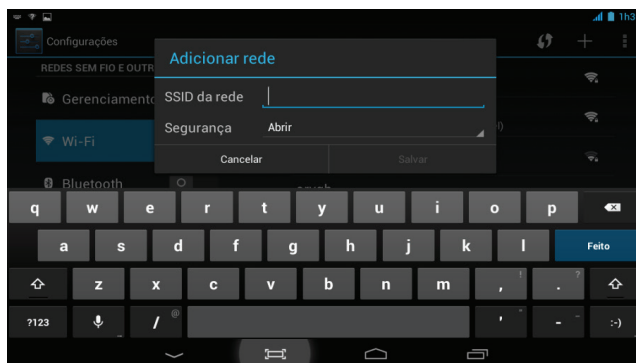 1h3
Configurações
Adicionar rede
REDES SEM FIO E OUTR
Gerenciamento
SSID da rede
Segurança Abrir
Wi-Fi
Cancelar Salvar
Bluetooth
q w e r t y u i o p
a s d f g h j k l Feito
z x c v b n m , ! . ?
?123 / @ ' " - _ :-)